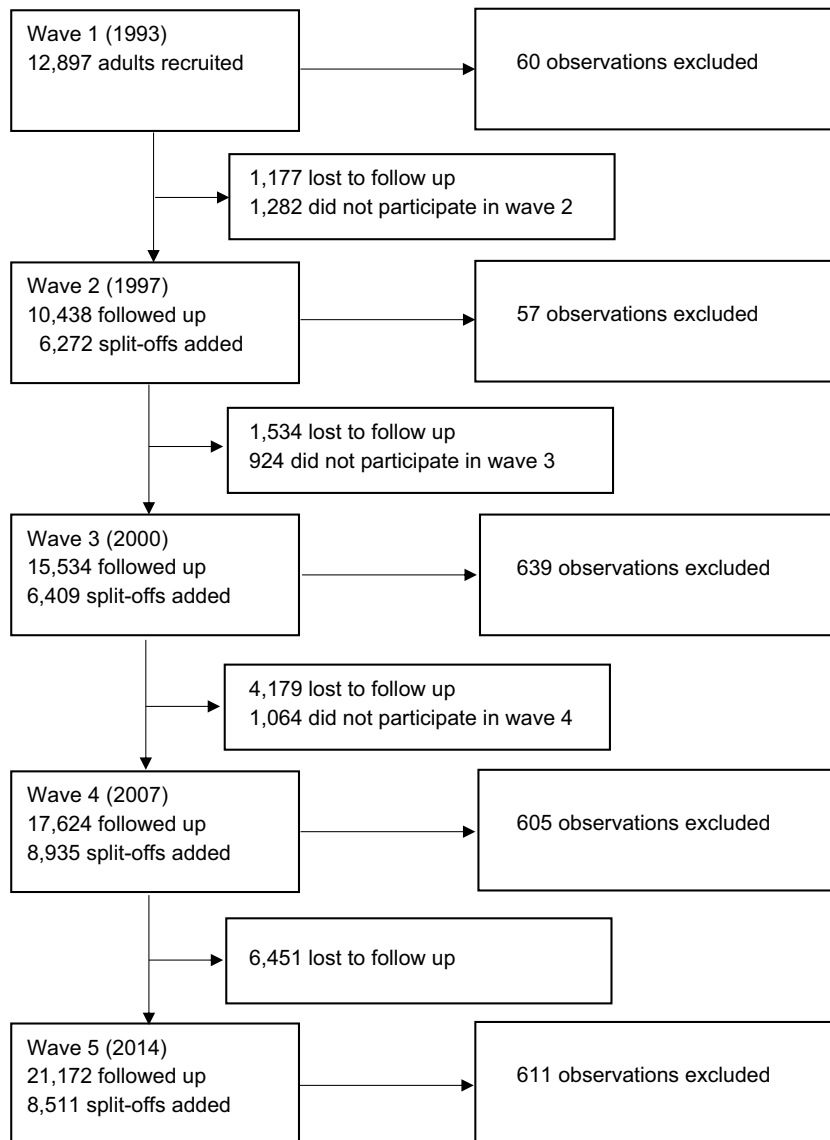 Wave 1 (1993)
12,897 adults recruited
60 observations excluded
1,177 lost to follow up
1,282 did not participate in wave 2
Wave 2 (1997)
10,438 followed up
6,272 split-offs added
57 observations excluded
1,534 lost to follow up
924 did not participate in wave 3
Wave 3 (2000)
15,534 followed up
6,409 split-offs added
639 observations excluded
4,179 lost to follow up
1,064 did not participate in wave 4
Wave 4 (2007)
17,624 followed up
8,935 split-offs added
605 observations excluded
6,451 lost to follow up
Wave 5 (2014)
21,172 followed up
8,511 split-offs added
611 observations excluded